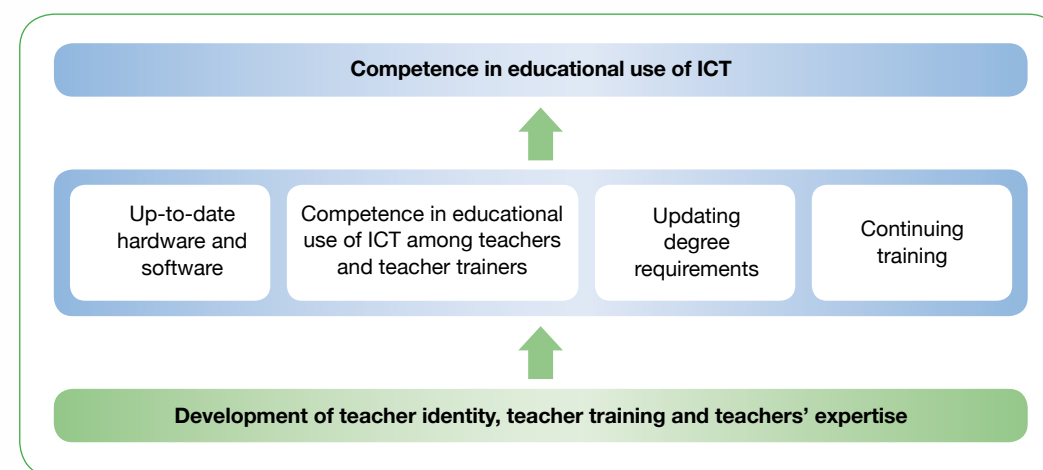 Competence in educational use of ICT
Up-to-date
hardware and
software
Competence in educational
use of ICT among teachers
and teacher trainers
Updating
degree
requirements
Continuing
training
Development of teacher identity, teacher training and teachers’ expertise